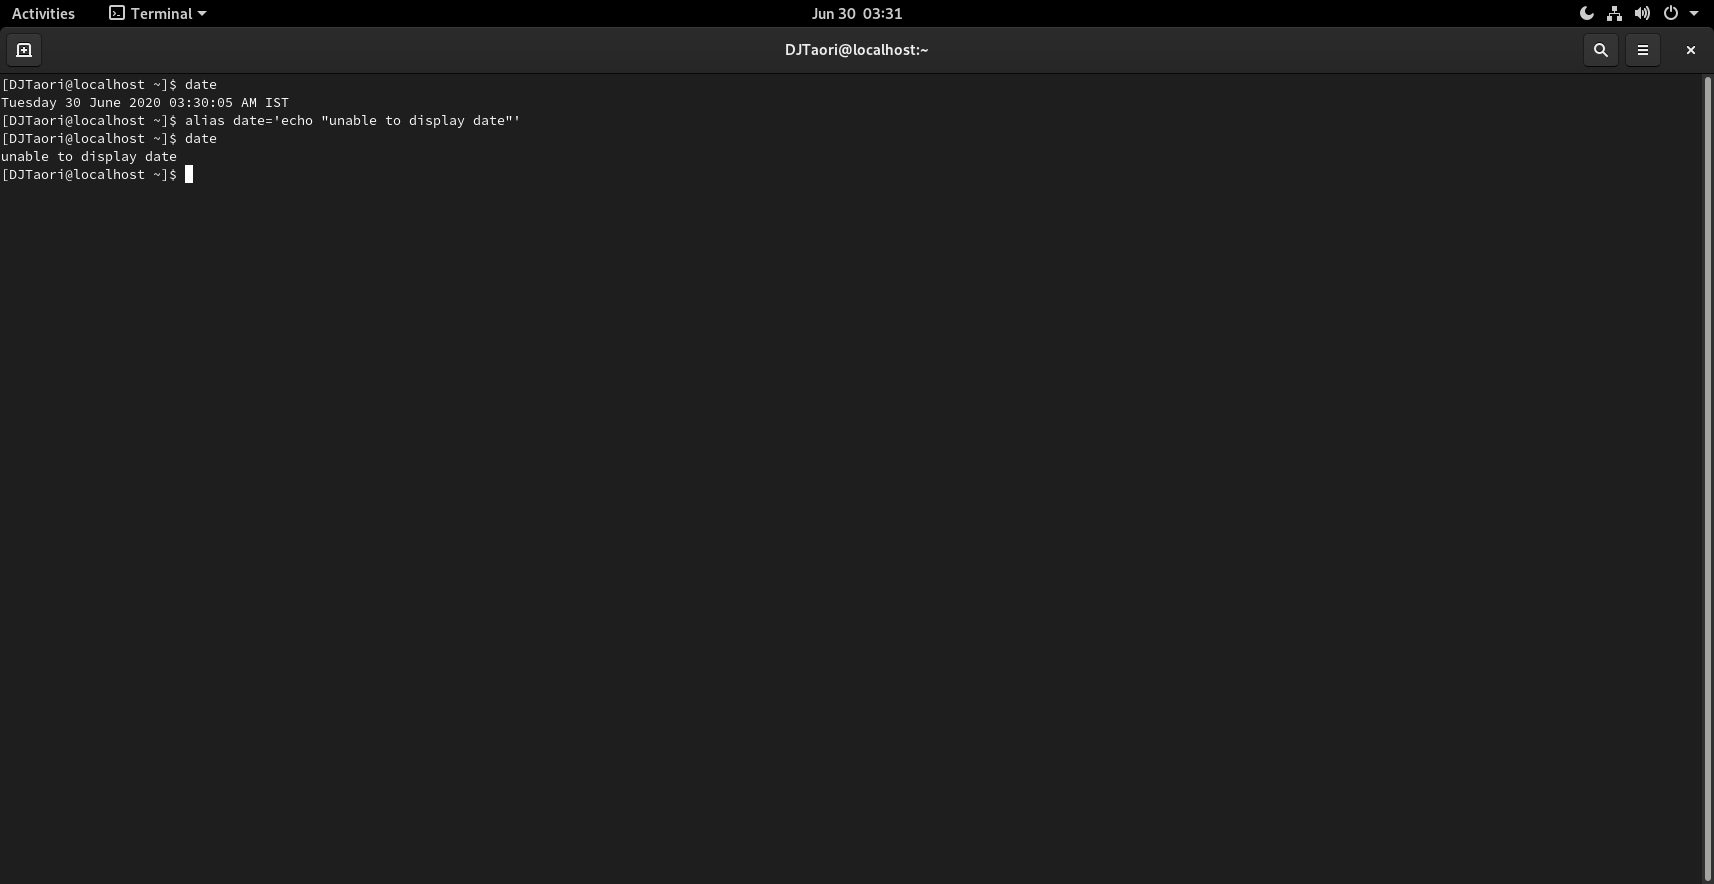 Activities Terminal Jun 30 03:31
DJTaori@localhost:~
[DJTaori@localhost ~]$ date
Tuesday 30 June 2020 03:30:05 AM IST
[DJTaori@localhost ~]$ alias date='echo "unable to display date"'
[DJTaori@localhost ~]$ date
unable to display date
[DJTaori@localhost ~]$